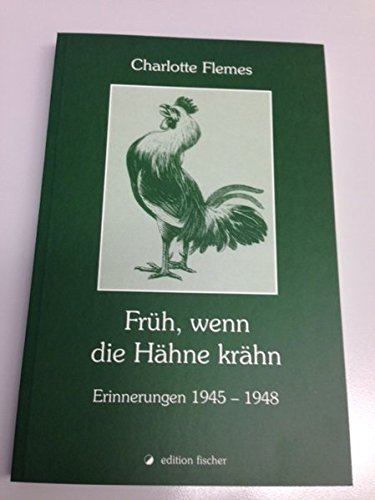 Charlotte Flemes
Früh, wenn
die Hähne krähn
Erinnerungen 1945 – 1948
edition fischer